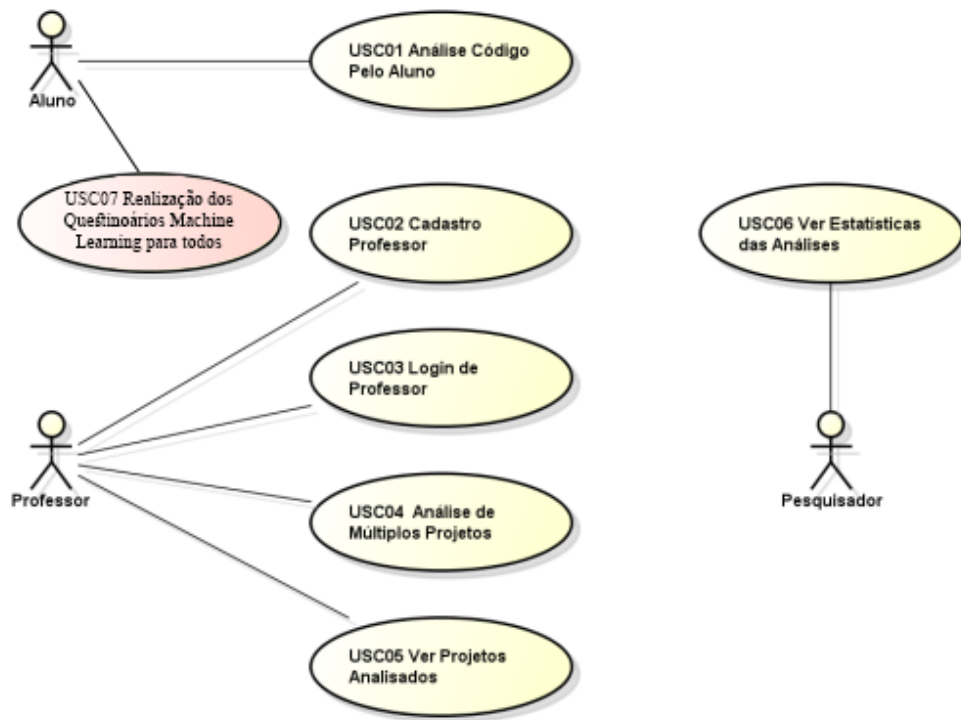 USC01 Análise Código
Pelo Aluno
Aluno
USC07 Realização dos
Questinoários Machine
Learning para todos
USC02 Cadastro
Professor
USC06 Ver Estatísticas
das Análises
USC03 Login de
Professor
Professor
Pesquisador
USC04 Análise de
Múltiplos Projetos
USC05 Ver Projetos
Analisados